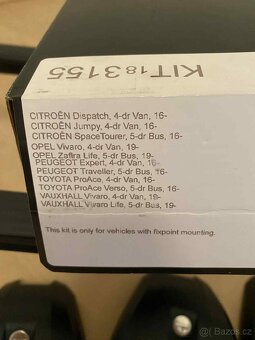 KIT 183155
CITROËN Dispatch, 4-dr Van, 16-
CITROËN Jumpy, 4-dr Van, 16-
CITROËN SpaceTourer, 5-dr Bus, 16-
OPEL Vivaro, 4-dr Van, 19-
OPEL Zafira Life, 5-dr Bus, 19-
PEUGEOT Expert, 4-dr Van, 16-
PEUGEOT Traveller, 5-dr Bus, 16-
TOYOTA ProAce, 4-dr Van, 16-
TOYOTA ProAce Verso, 5-dr Bus, 16-
VAUXHALL Vivaro, 4-dr Van, 19-
VAUXHALL Vivaro Life, 5-dr Bus, 19-
This kit is only for vehicles with fixpoint mounting.
Sbazoš.cz